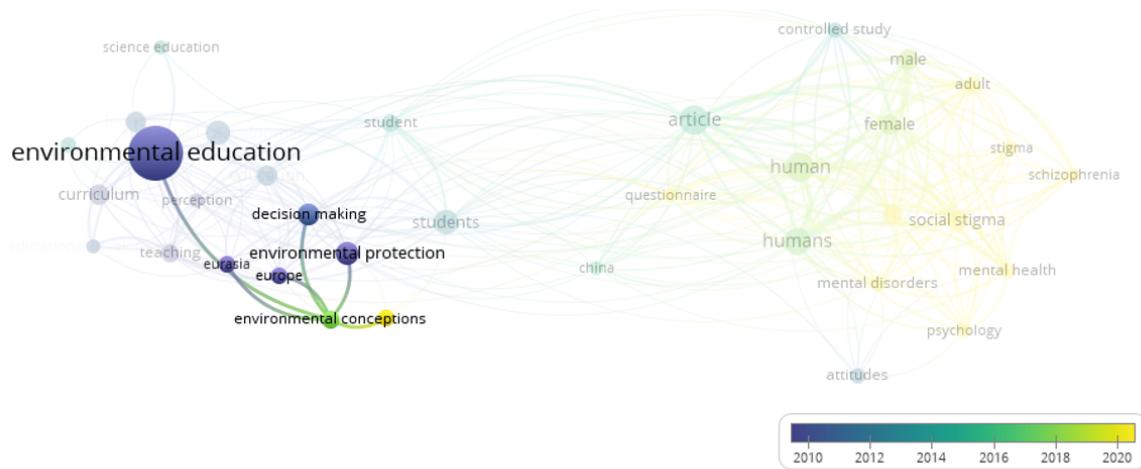 controlled study
science education
male
adult
student
article
female
environmental education
stigma
human
schizophrenia
curriculum
perception
questionnaire
decision making
students
social stigma
humans
teaching
environmental protection
eurasia
europe
china
mental health
mental disorders
environmental conceptions
psychology
attitudes
2010 2012 2014 2016 2018 2020